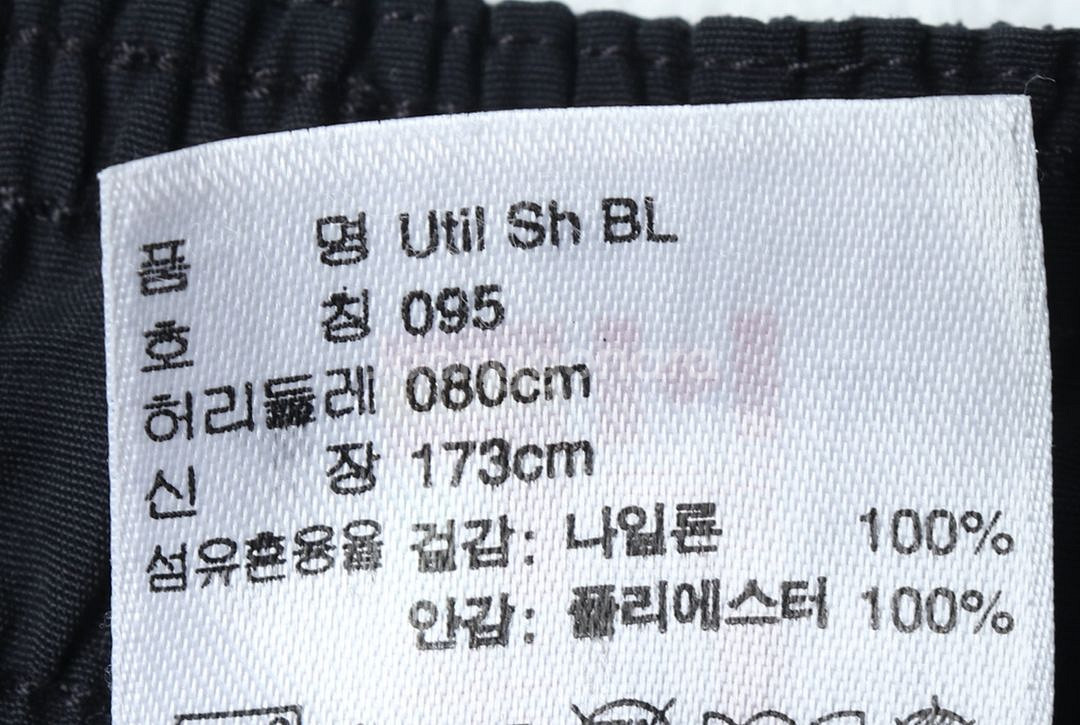 품 명 Util Sh BL
호 칭 095
허리둘레 080cm
신 장 173cm
섬유혼용율 겉감: 나일론 100%
안감: 폴리에스터 100%